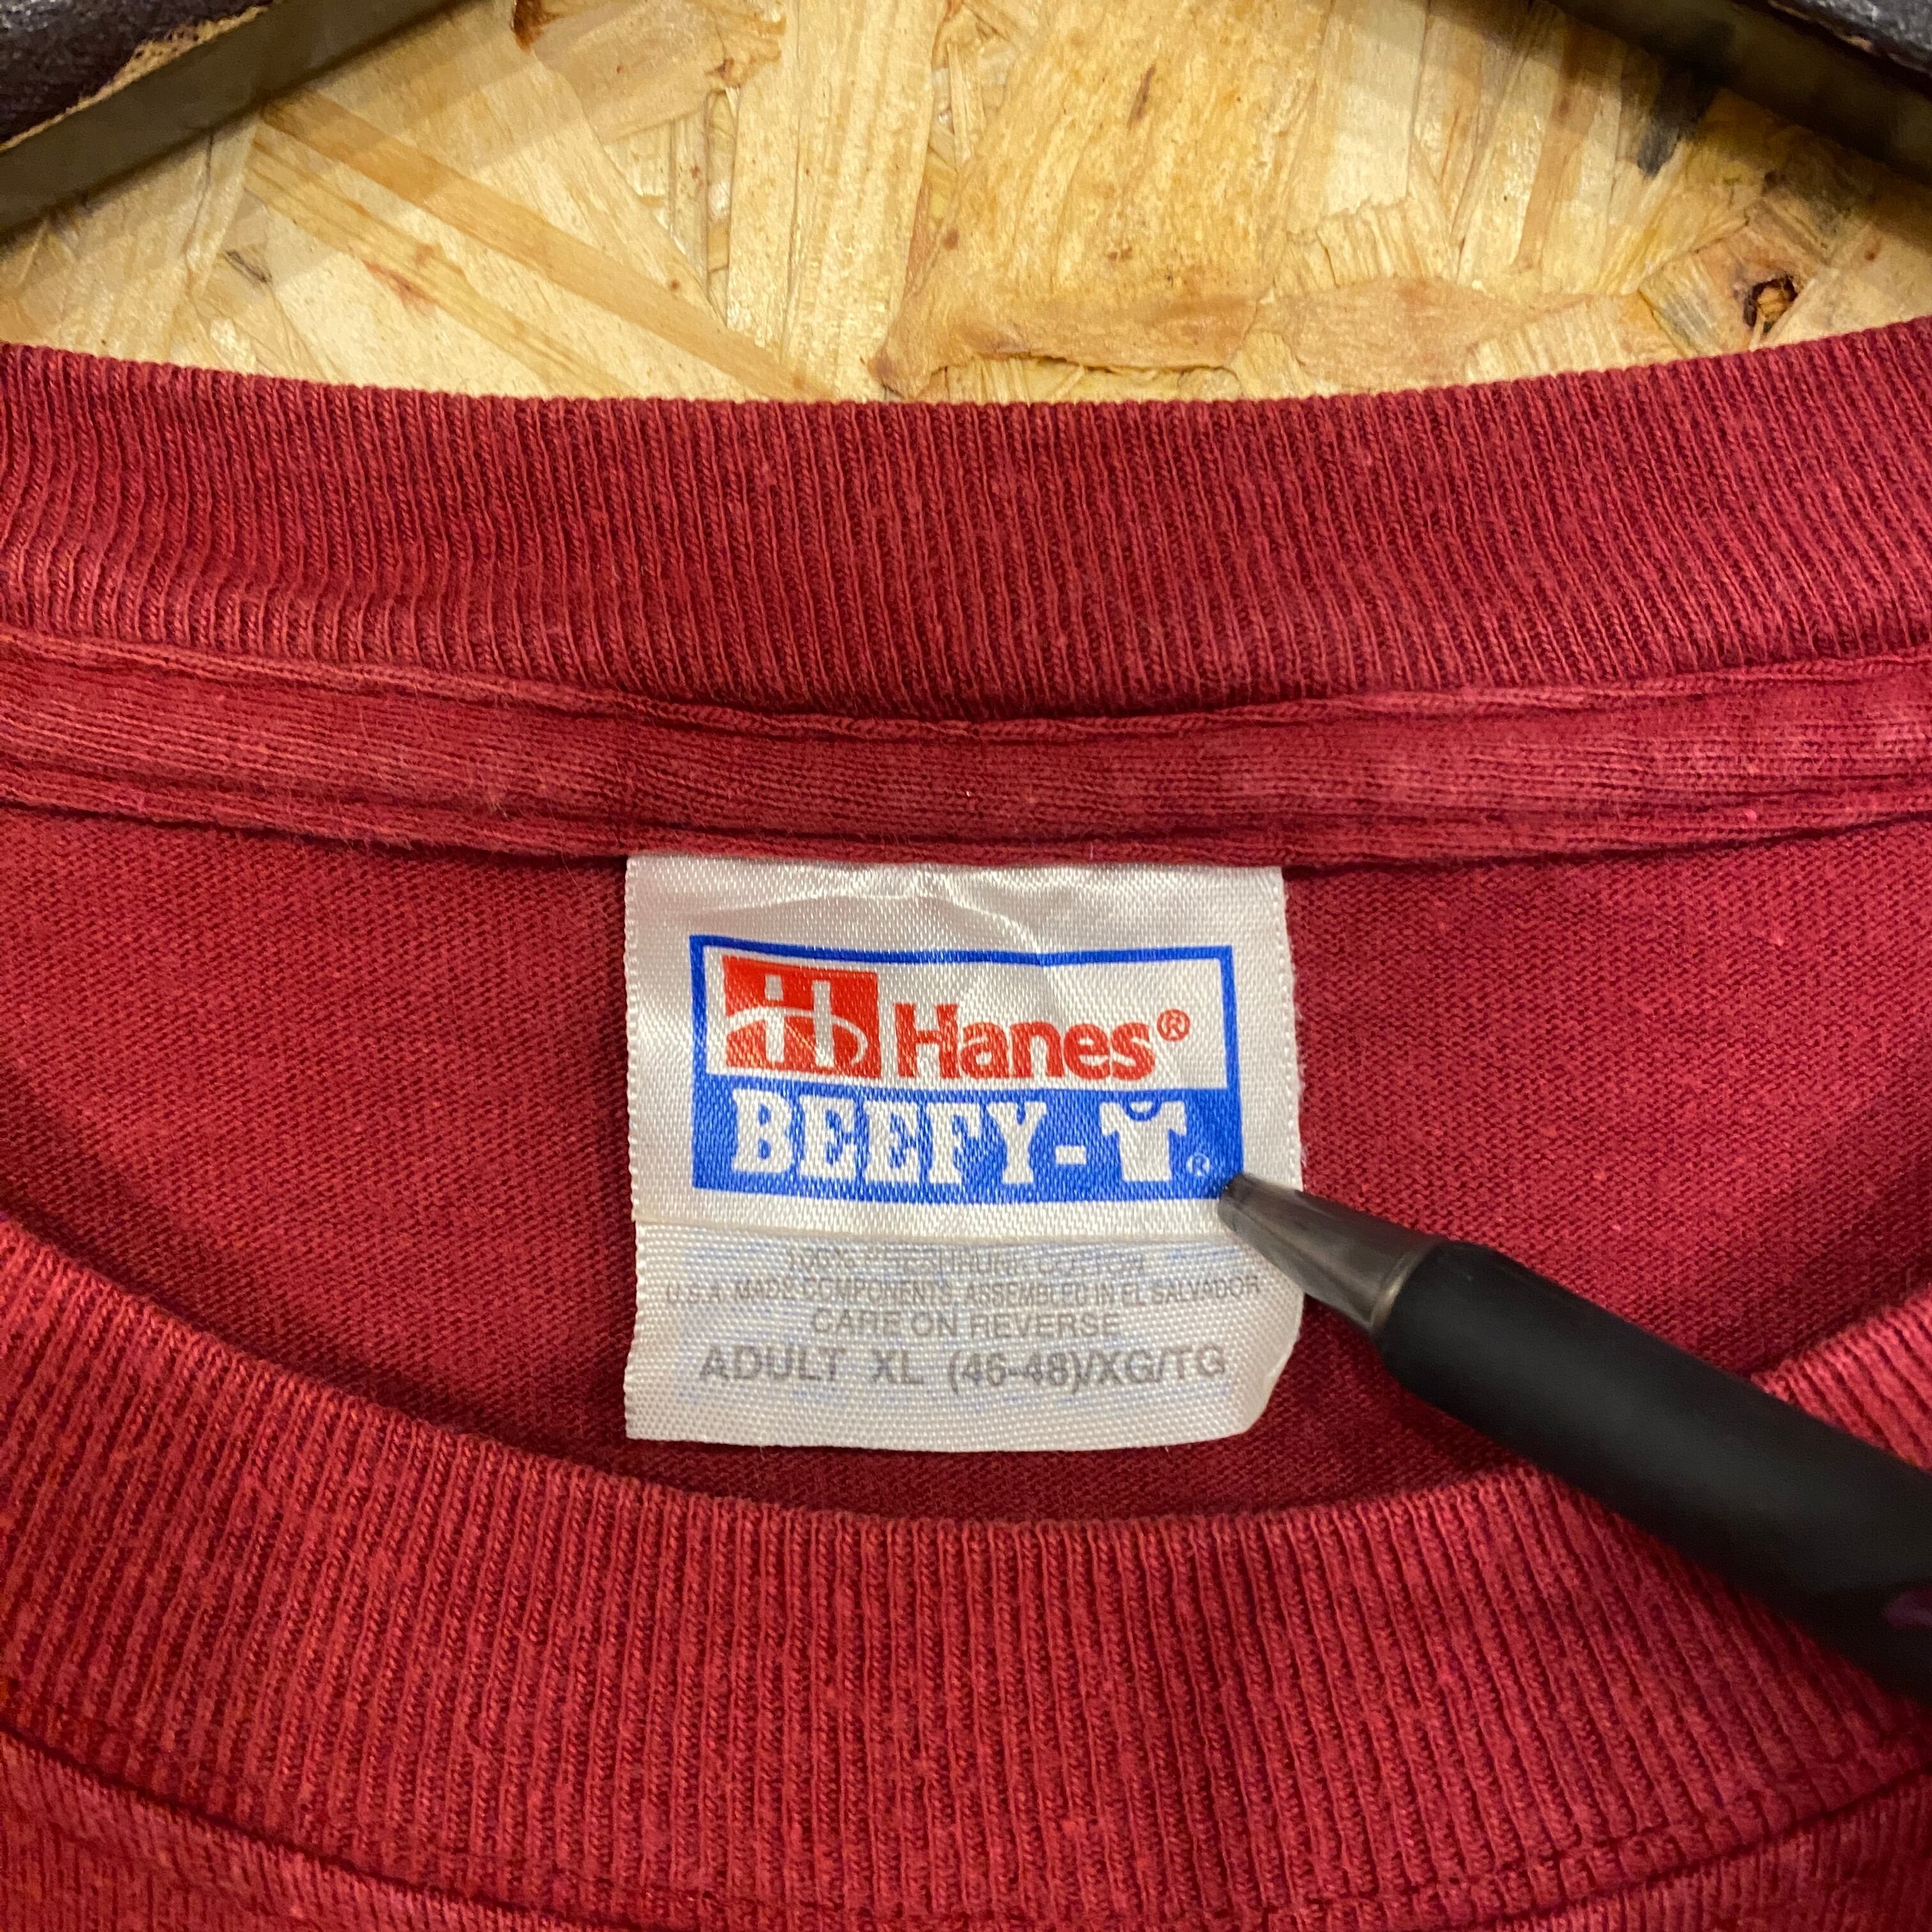 Hanes®
BEEFY-T®
100% PRESHRUNK COTTON
U.S.A. MADE COMPONENTS, ASSEMBLED IN EL SALVADOR
CARE ON REVERSE
ADULT XL (46-48)/XG/TG